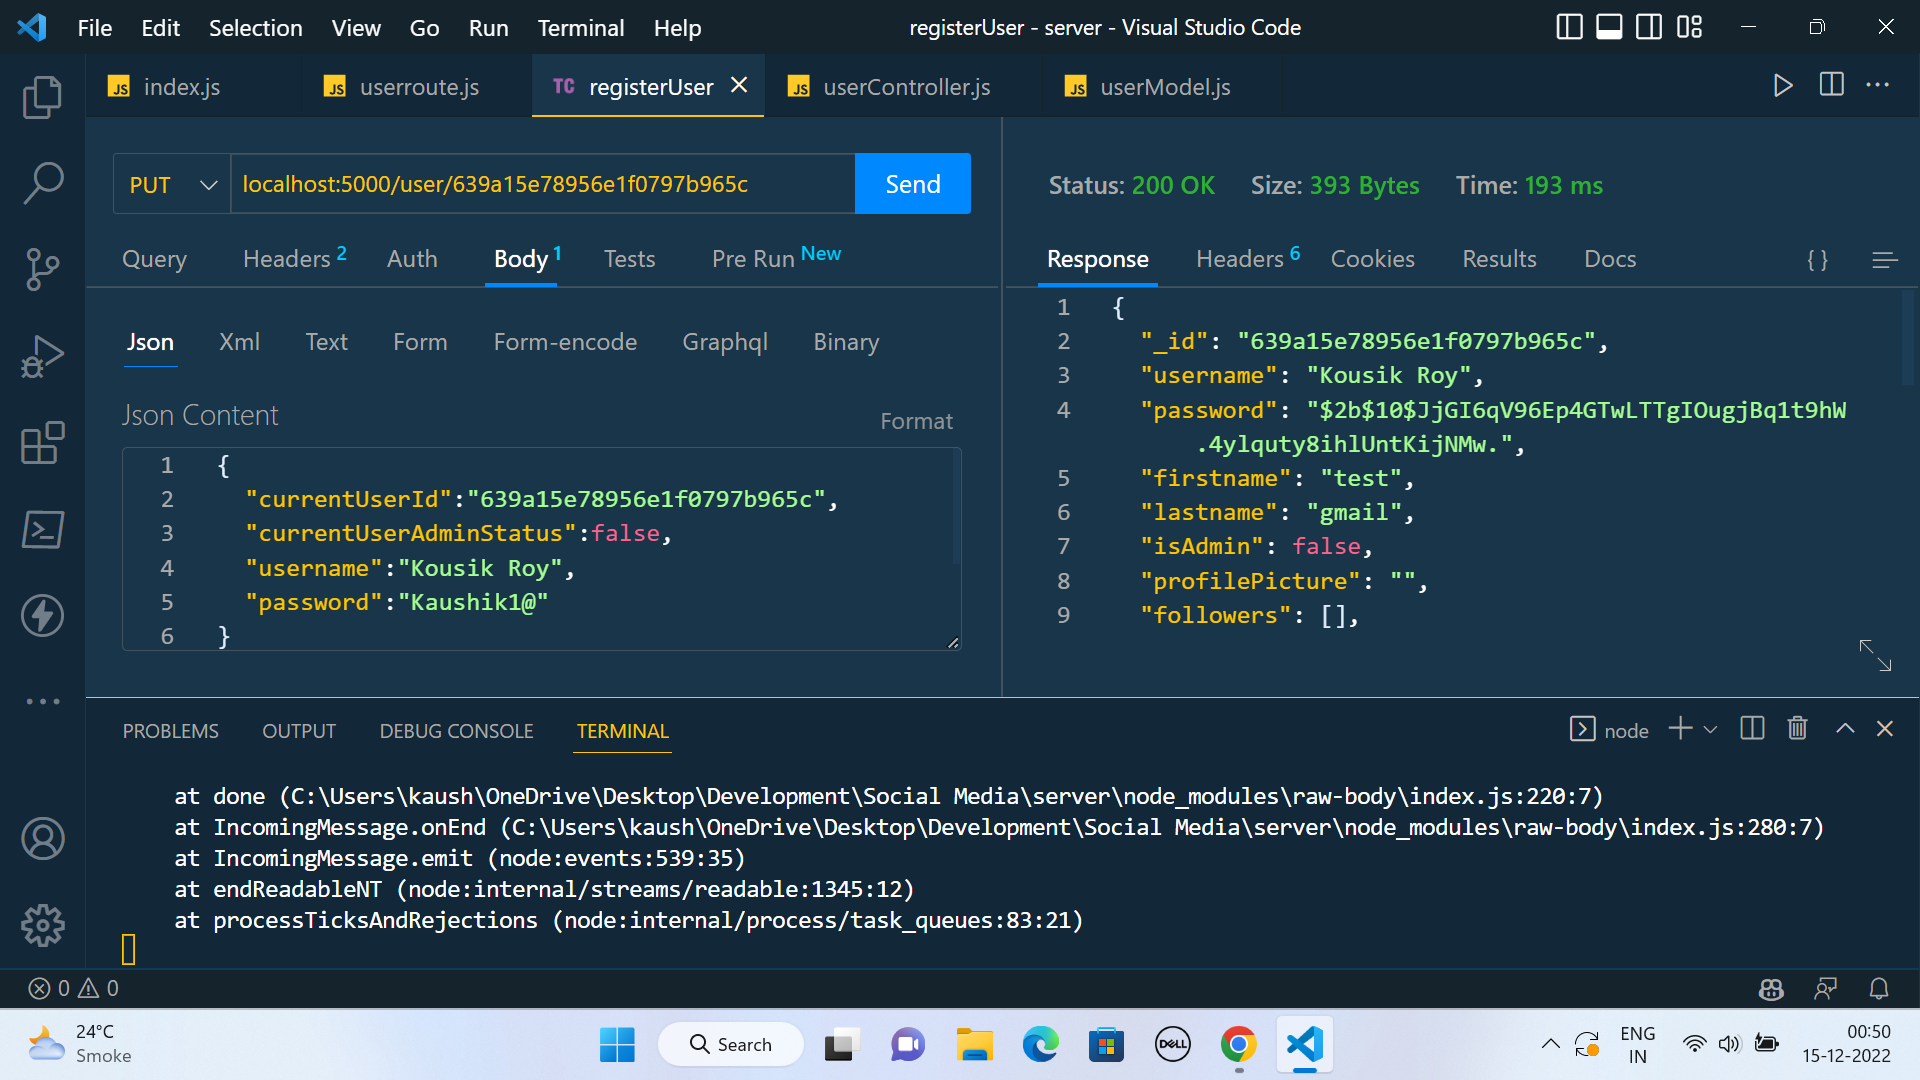 File Edit Selection View Go Run Terminal Help registerUser - server - Visual Studio Code
JS index.js JS userroute.js TC registerUser JS userController.js JS userModel.js
PUT localhost:5000/user/639a15e78956e1f0797b965c Send
Status: 200 OK Size: 393 Bytes Time: 193 ms
Query Headers 2 Auth Body 1 Tests Pre Run New
Response Headers 6 Cookies Results Docs { }
Json Xml Text Form Form-encode Graphql Binary
Json Content Format
1 {
2 "currentUserId":"639a15e78956e1f0797b965c",
3 "currentUserAdminStatus":false,
4 "username":"Kousik Roy",
5 "password":"Kaushik1@"
6 }
1 {
2 "_id": "639a15e78956e1f0797b965c",
3 "username": "Kousik Roy",
4 "password": "$2b$10$JjGI6qV96Ep4GTwLTTgIOugjBq1t9hW
.4ylquty8ihlUntKijNMw.",
5 "firstname": "test",
6 "lastname": "gmail",
7 "isAdmin": false,
8 "profilePicture": "",
9 "followers": [],
PROBLEMS OUTPUT DEBUG CONSOLE TERMINAL node
at done (C:\Users\kaush\OneDrive\Desktop\Development\Social Media\server\node_modules\raw-body\index.js:220:7)
at IncomingMessage.onEnd (C:\Users\kaush\OneDrive\Desktop\Development\Social Media\server\node_modules\raw-body\index.js:280:7)
at IncomingMessage.emit (node:events:539:35)
at endReadableNT (node:internal/streams/readable:1345:12)
at processTicksAndRejections (node:internal/process/task_queues:83:21)
0 0
24°C
Smoke
Search
DELL
ENG
IN
00:50
15-12-2022